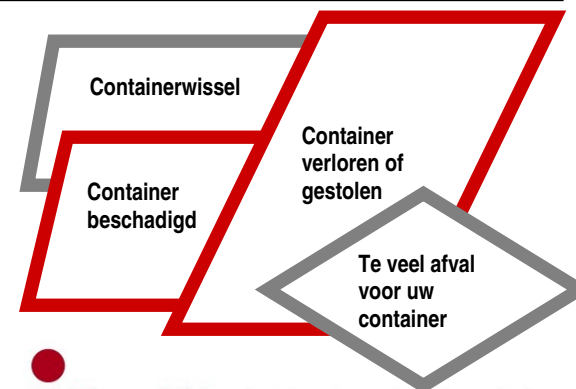 Containerwissel
Container
verloren of
gestolen
Container
beschadigd
Te veel afval
voor uw
container